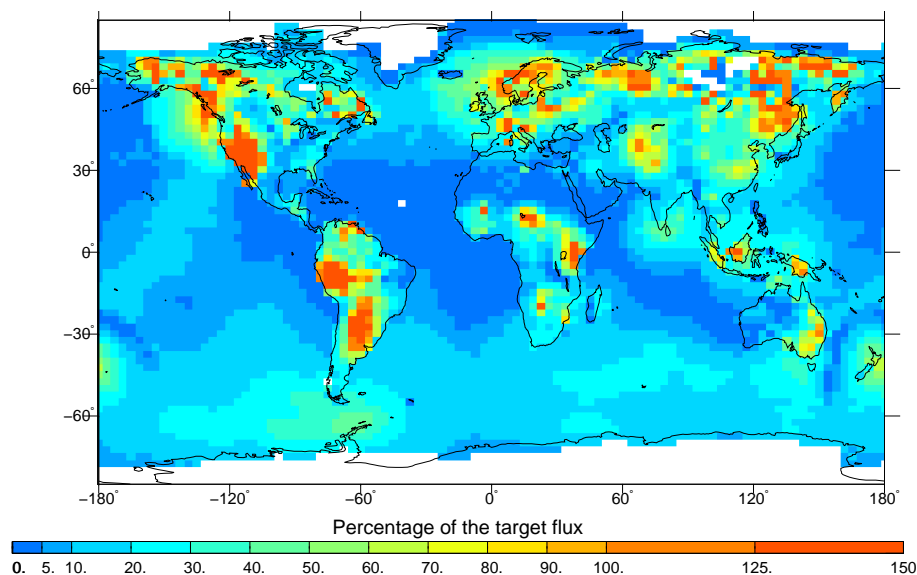 60°
30°
0°
−30°
−60°
−180° −120° −60° 0° 60° 120° 180°
Percentage of the target flux
0. 5. 10. 20. 30. 40. 50. 60. 70. 80. 90. 100. 125. 150